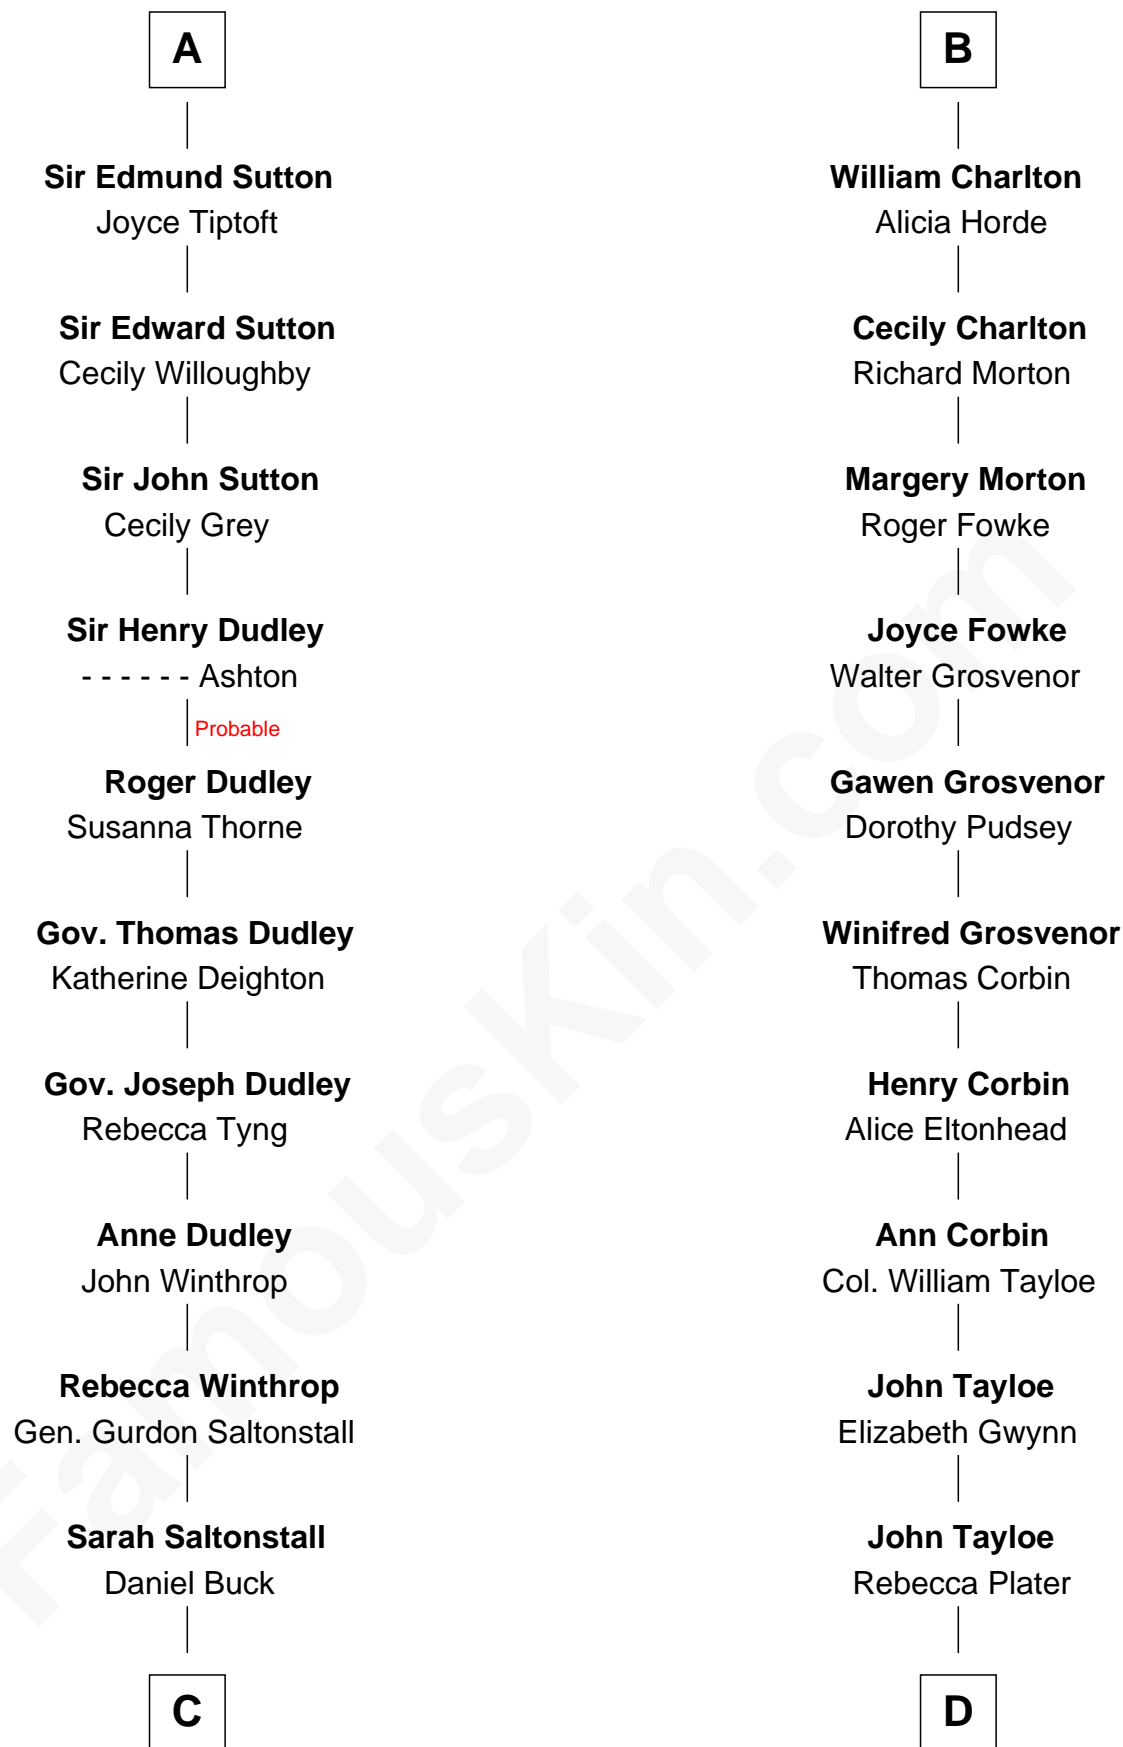 A
Sir Edmund Sutton
Joyce Tiptoft
Sir Edward Sutton
Cecily Willoughby
Sir John Sutton
Cecily Grey
Sir Henry Dudley
- - - - - - Ashton
Probable
Roger Dudley
Susanna Thorne
Gov. Thomas Dudley
Katherine Deighton
Gov. Joseph Dudley
Rebecca Tyng
Anne Dudley
John Winthrop
Rebecca Winthrop
Gen. Gurdon Saltonstall
Sarah Saltonstall
Daniel Buck
C
B
William Charlton
Alicia Horde
Cecily Charlton
Richard Morton
Margery Morton
Roger Fowke
Joyce Fowke
Walter Grosvenor
Gawen Grosvenor
Dorothy Pudsey
Winifred Grosvenor
Thomas Corbin
Henry Corbin
Alice Eltonhead
Ann Corbin
Col. William Tayloe
John Tayloe
Elizabeth Gwynn
John Tayloe
Rebecca Plater
D
FamousKin.com